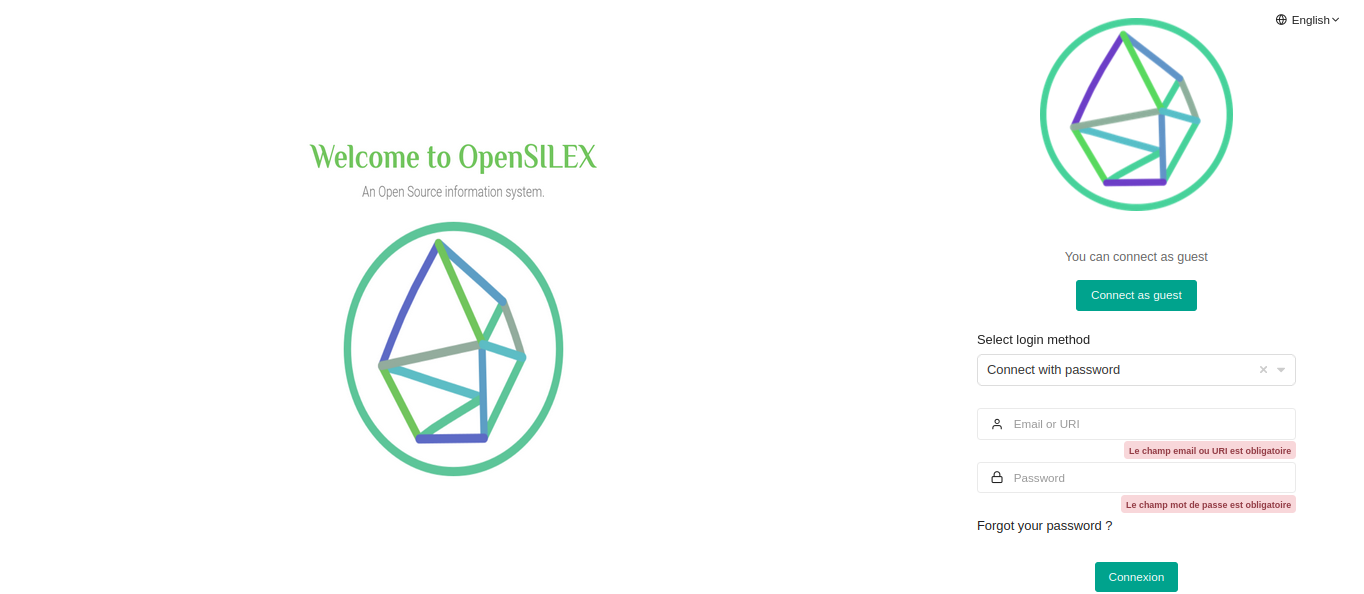 English
Welcome to OpenSILEX
An Open Source information system.
You can connect as guest
Connect as guest
Select login method
Connect with password
Email or URI
Le champ email ou URI est obligatoire
Password
Le champ mot de passe est obligatoire
Forgot your password ?
Connexion